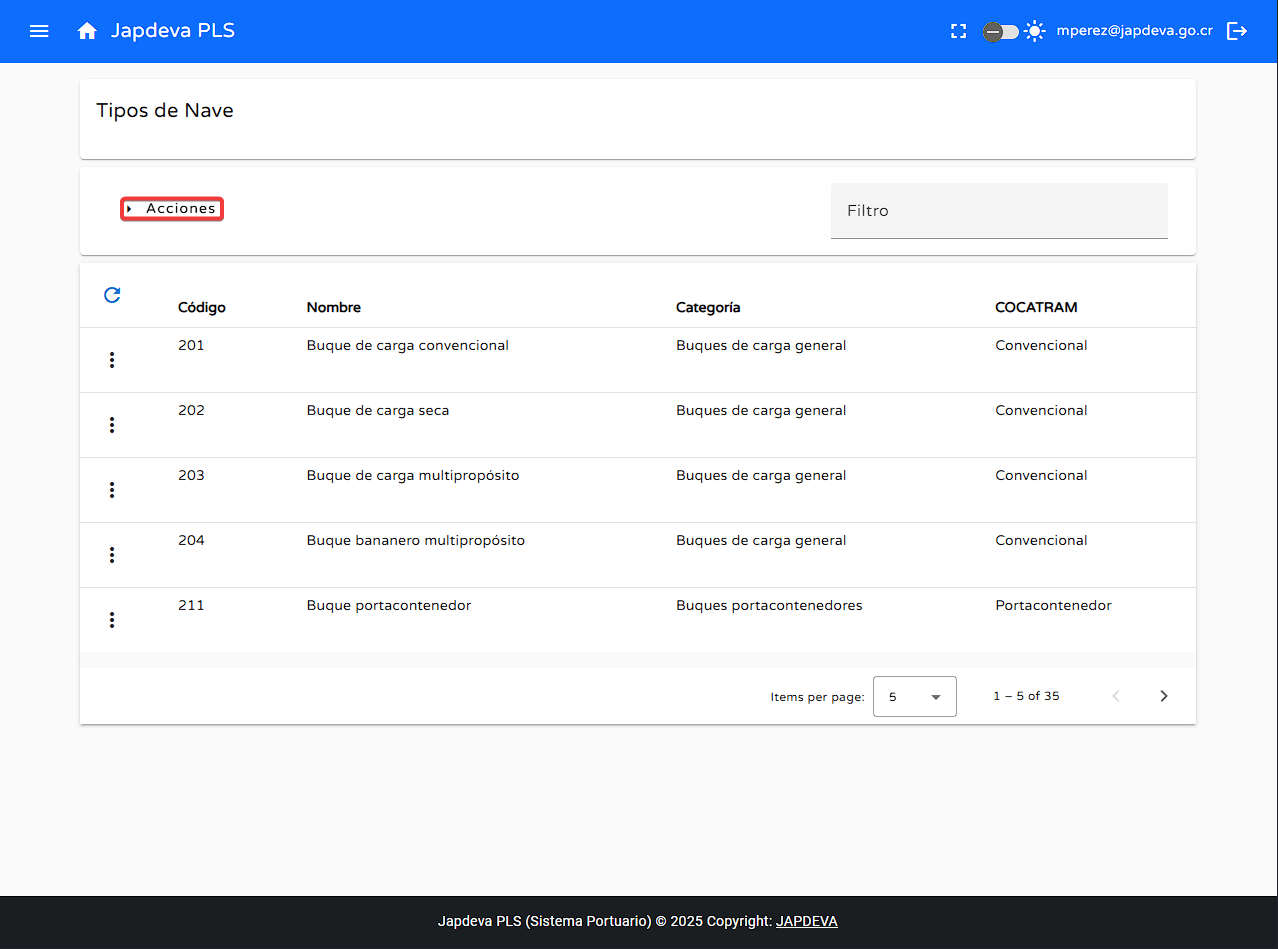 Japdeva PLS mperez@japdeva.go.cr
Tipos de Nave
Acciones
Filtro
Código Nombre Categoría COCATRAM
201 Buque de carga convencional Buques de carga general Convencional
202 Buque de carga seca Buques de carga general Convencional
203 Buque de carga multipropósito Buques de carga general Convencional
204 Buque bananero multipropósito Buques de carga general Convencional
211 Buque portacontenedor Buques portacontenedores Portacontenedor
Items per page: 5 1 – 5 of 35
Japdeva PLS (Sistema Portuario) © 2025 Copyright: JAPDEVA